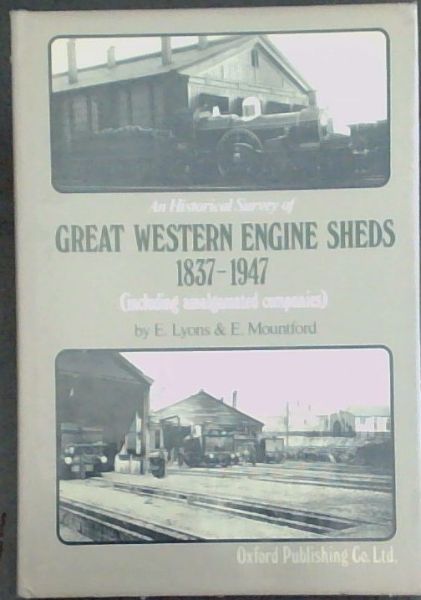 An Historical Survey of
GREAT WESTERN ENGINE SHEDS
1837-1947
(including amalgamated companies)
by E. Lyons & E. Mountford
Oxford Publishing Co. Ltd.